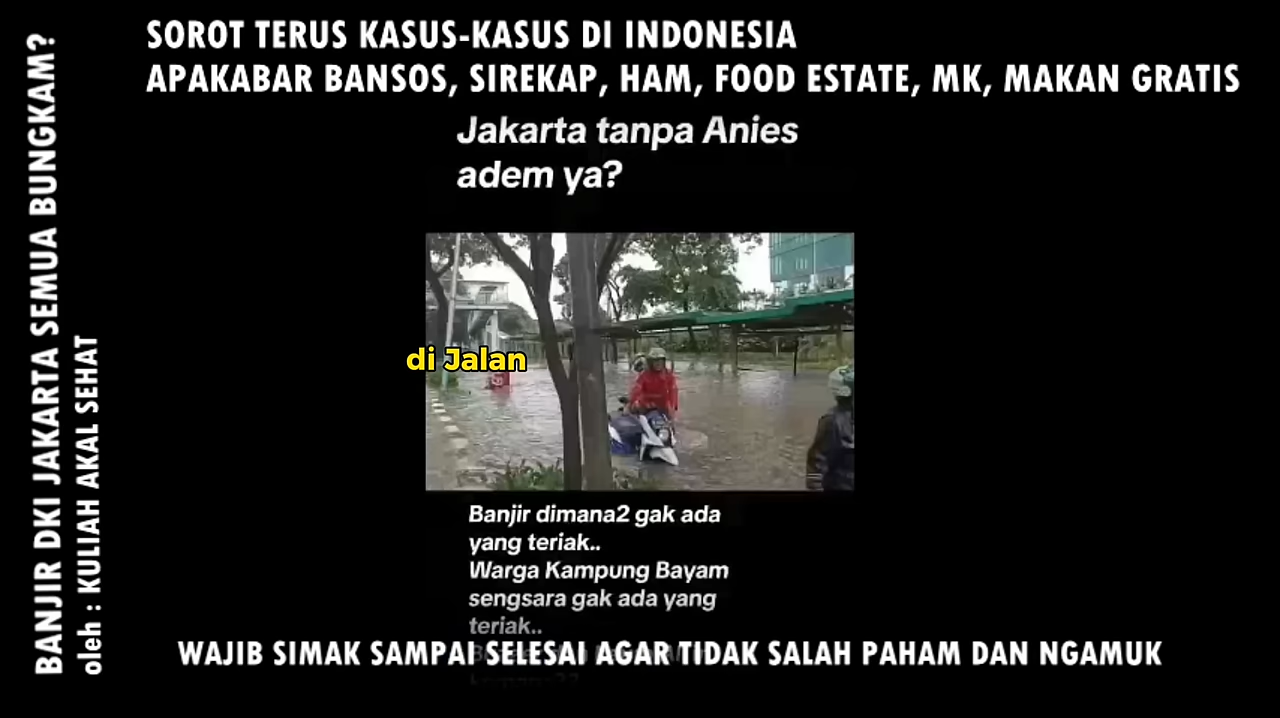 SOROT TERUS KASUS-KASUS DI INDONESIA
APAKABAR BANSOS, SIREKAP, HAM, FOOD ESTATE, MK, MAKAN GRATIS
BANJIR DKI JAKARTA SEMUA BUNGKAM?
oleh : KULIAH AKAL SEHAT
Jakarta tanpa Anies
adem ya?
di Jalan
Banjir dimana2 gak ada
yang teriak..
Warga Kampung Bayam
sengsara gak ada yang
teriak..
WAJIB SIMAK SAMPAI SELESAI AGAR TIDAK SALAH PAHAM DAN NGAMUK